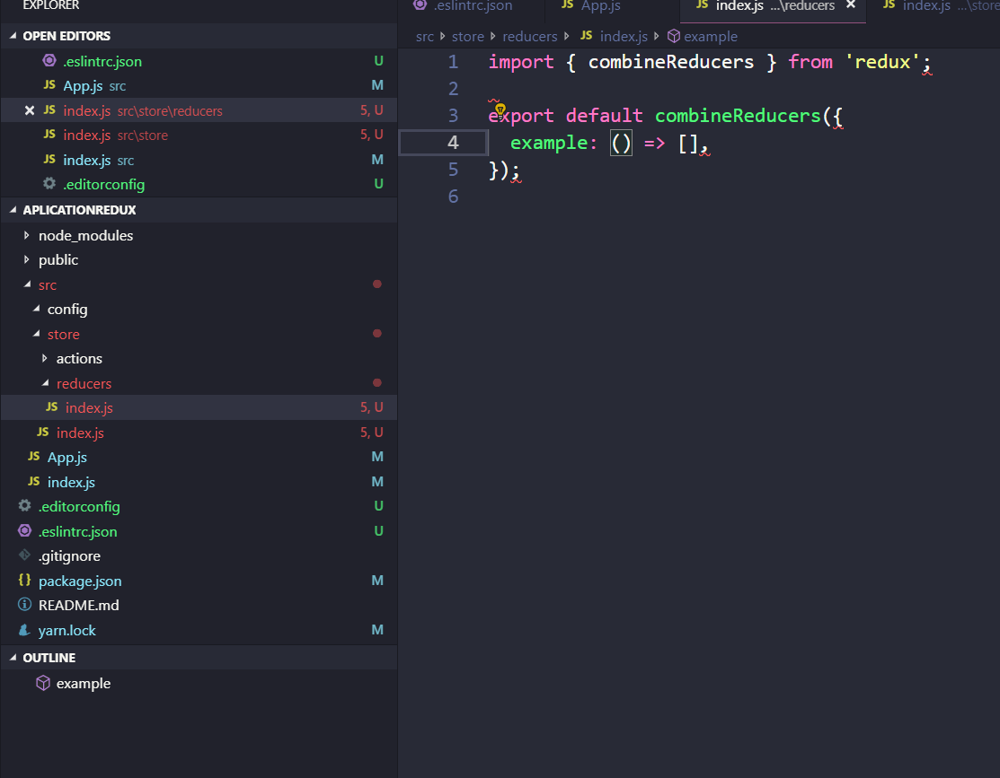 EXPLORER
OPEN EDITORS
.eslintrc.json U
JS App.js src M
JS index.js src\store\reducers 5, U
JS index.js src\store 5, U
JS index.js src M
.editorconfig U
APLICATIONREDUX
node_modules
public
src
config
store
actions
reducers
JS index.js 5, U
JS index.js 5, U
JS App.js M
JS index.js M
.editorconfig U
.eslintrc.json U
.gitignore
{} package.json M
README.md
yarn.lock M
OUTLINE
example
.eslintrc.json JS App.js JS index.js ...\reducers JS index.js ...\store
src store reducers JS index.js example
1 import { combineReducers } from 'redux';
2
3 export default combineReducers({
4   example: () => [],
5 });
6